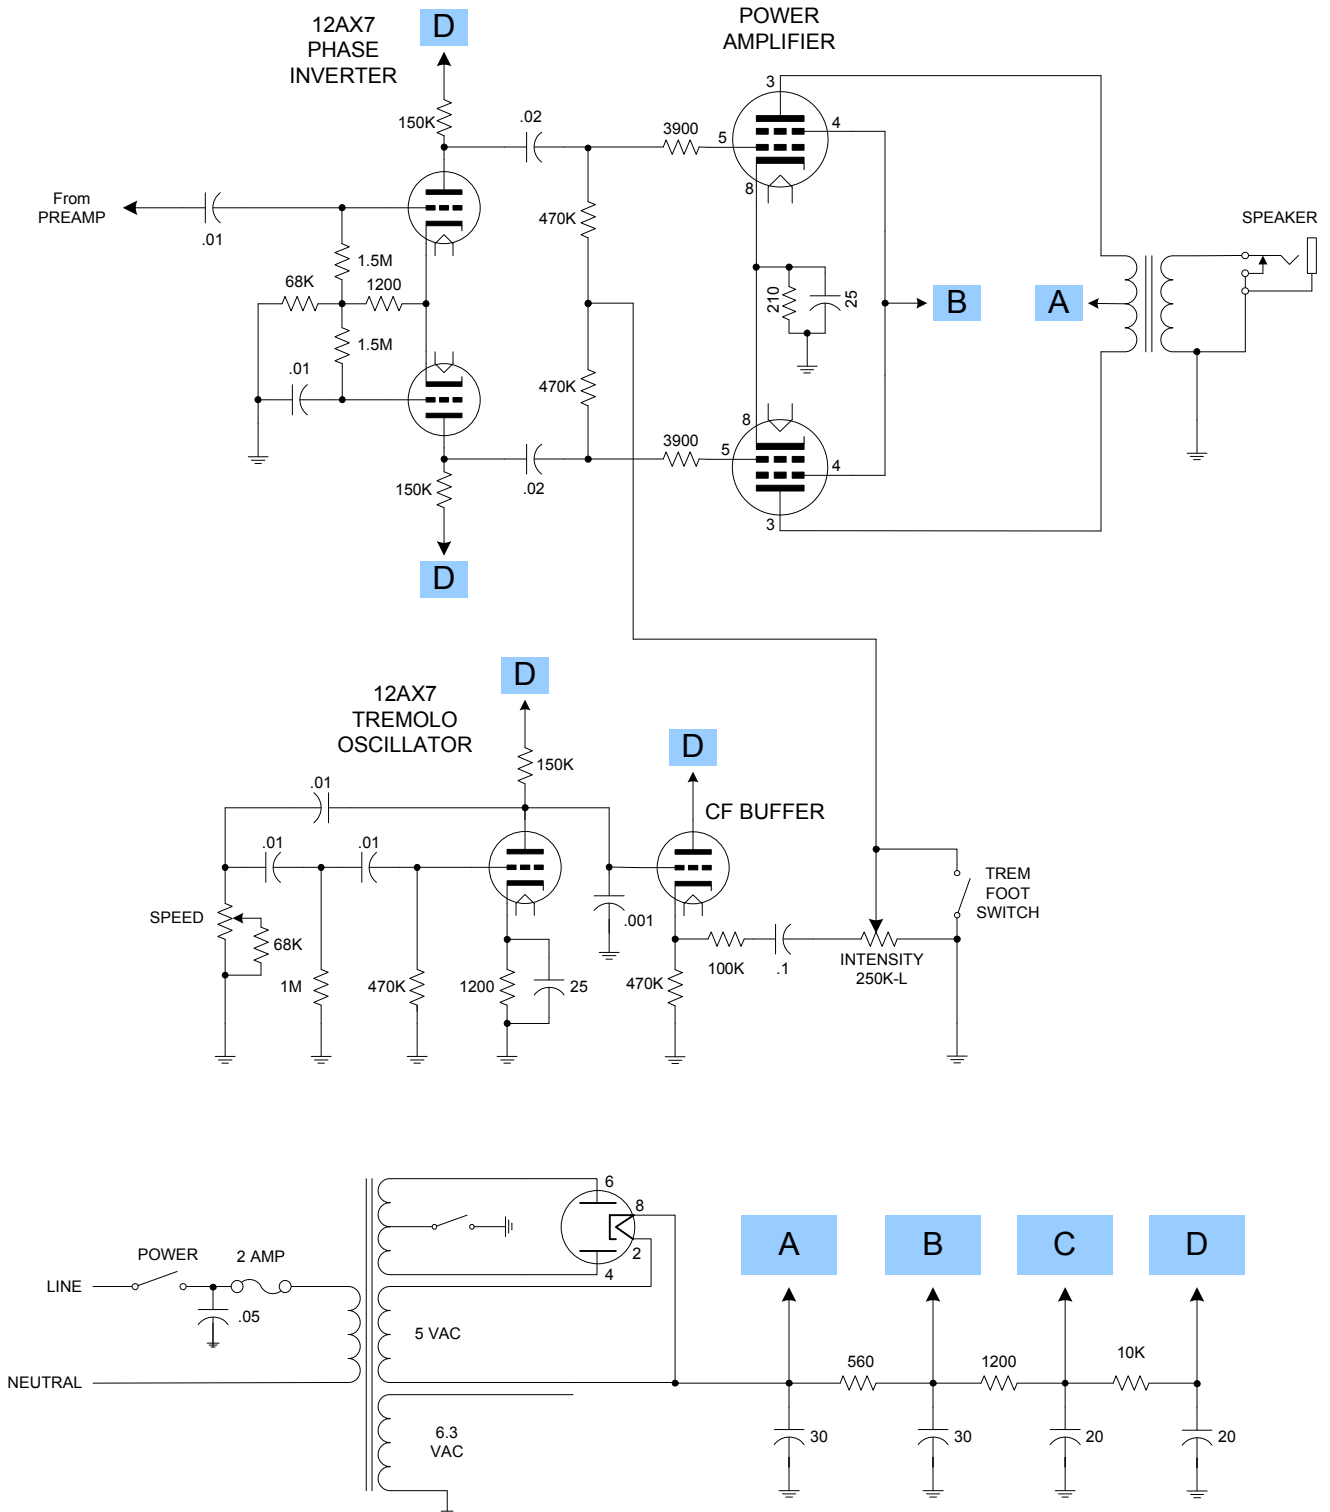 12AX7
PHASE
INVERTER
D
POWER
AMPLIFIER
3
150K
.02
3900
5
4
8
From
PREAMP
.01
470K
SPEAKER
1.5M
68K
1200
210
25
B
A
1.5M
.01
470K
8
3900
5
4
150K
.02
3
D
12AX7
TREMOLO
OSCILLATOR
D
150K
D
.01
CF BUFFER
.01
.01
TREM
FOOT
SWITCH
SPEED
68K
.001
1M
470K
1200
25
470K
100K
.1
INTENSITY
250K-L
6
8
2
4
POWER
2 AMP
LINE
.05
5 VAC
NEUTRAL
6.3
VAC
A
B
C
D
560
1200
10K
30
30
20
20